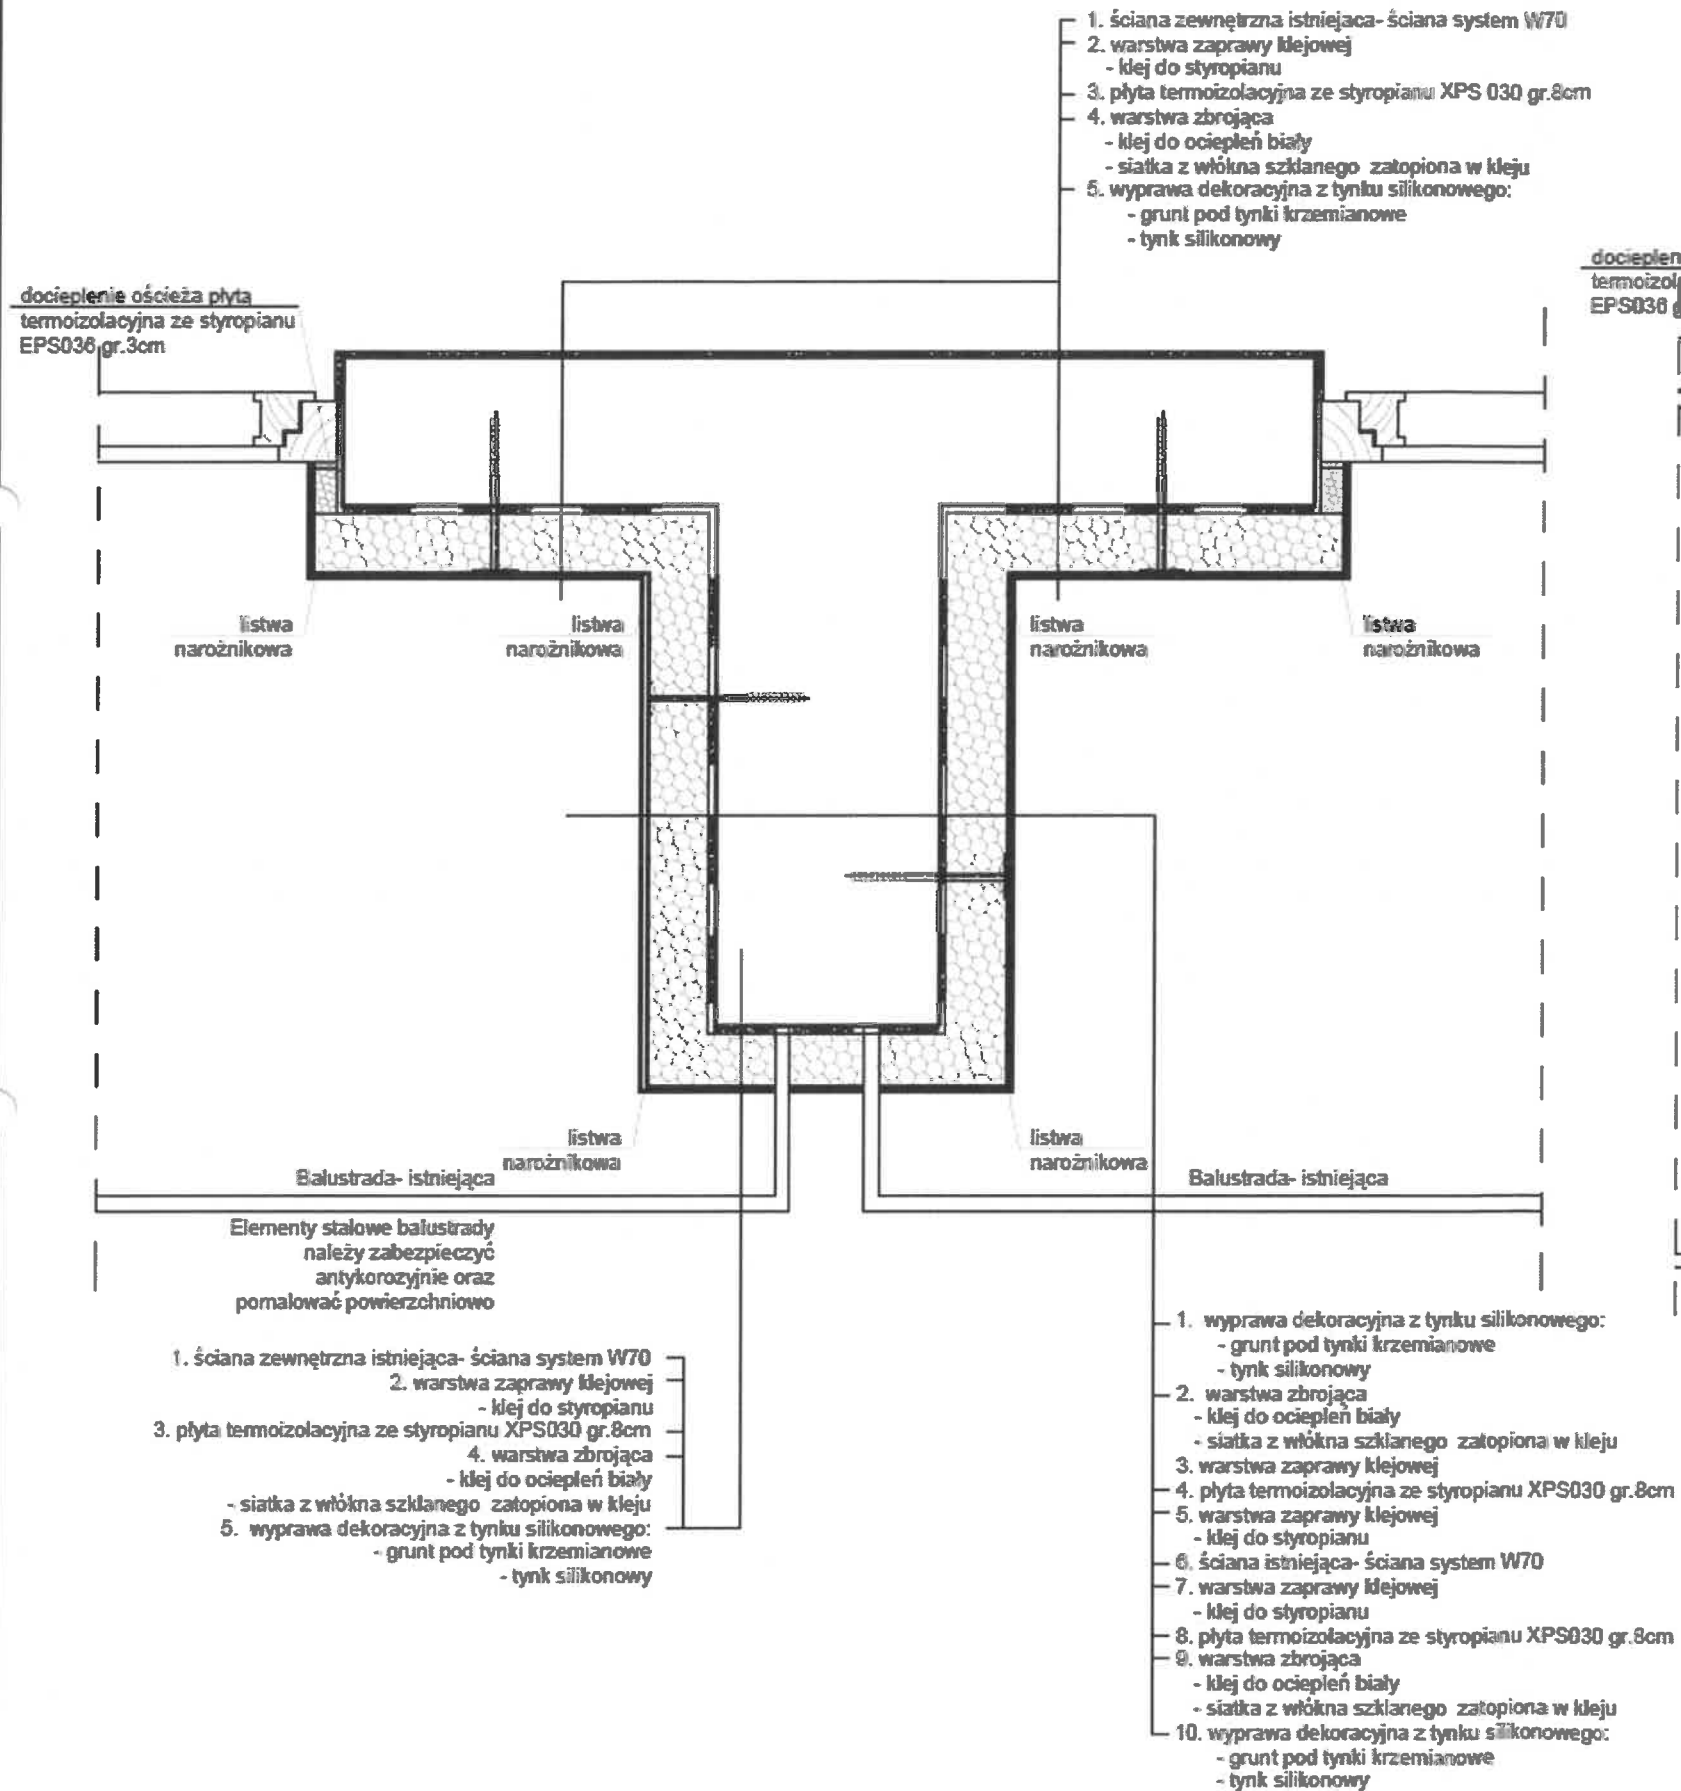 1. ściana zewnętrzna istniejaca- ściana system W70
2. warstwa zaprawy klejowej
- klej do styropianu
3. płyta termoizolacyjna ze styropianu XPS 030 gr.8cm
4. warstwa zbrojąca
- klej do ociepleń biały
- siatka z włókna szklanego zatopiona w kleju
5. wyprawa dekoracyjna z tynku silikonowego:
- grunt pod tynki krzemianowe
- tynk silikonowy
docieplenie ościeża płytą
termoizolacyjna ze styropianu
EPS036 gr.3cm
docieplen
termoizol
EPS036 g
listwa
narożnikowa
listwa
narożnikowa
listwa
narożnikowa
listwa
narożnikowa
listwa
narożnikowa
listwa
narożnikowa
Balustrada- istniejąca
Balustrada- istniejąca
Elementy stalowe balustrady
należy zabezpieczyć
antykorozyjnie oraz
pomalować powierzchniowo
1. ściana zewnętrzna istniejąca- ściana system W70
2. warstwa zaprawy klejowej
- klej do styropianu
3. płyta termoizolacyjna ze styropianu XPS030 gr.8cm
4. warstwa zbrojąca
- klej do ociepleń biały
- siatka z włókna szklanego zatopiona w kleju
5. wyprawa dekoracyjna z tynku silikonowego:
- grunt pod tynki krzemianowe
- tynk silikonowy
1. wyprawa dekoracyjna z tynku silikonowego:
- grunt pod tynki krzemianowe
- tynk silikonowy
2. warstwa zbrojąca
- klej do ociepleń biały
- siatka z włókna szklanego zatopiona w kleju
3. warstwa zaprawy klejowej
4. płyta termoizolacyjna ze styropianu XPS030 gr.8cm
5. warstwa zaprawy klejowej
- klej do styropianu
6. ściana istniejąca- ściana system W70
7. warstwa zaprawy klejowej
- klej do styropianu
8. płyta termoizolacyjna ze styropianu XPS030 gr.8cm
9. warstwa zbrojąca
- klej do ociepleń biały
- siatka z włókna szklanego zatopiona w kleju
10. wyprawa dekoracyjna z tynku silikonowego:
- grunt pod tynki krzemianowe
- tynk silikonowy